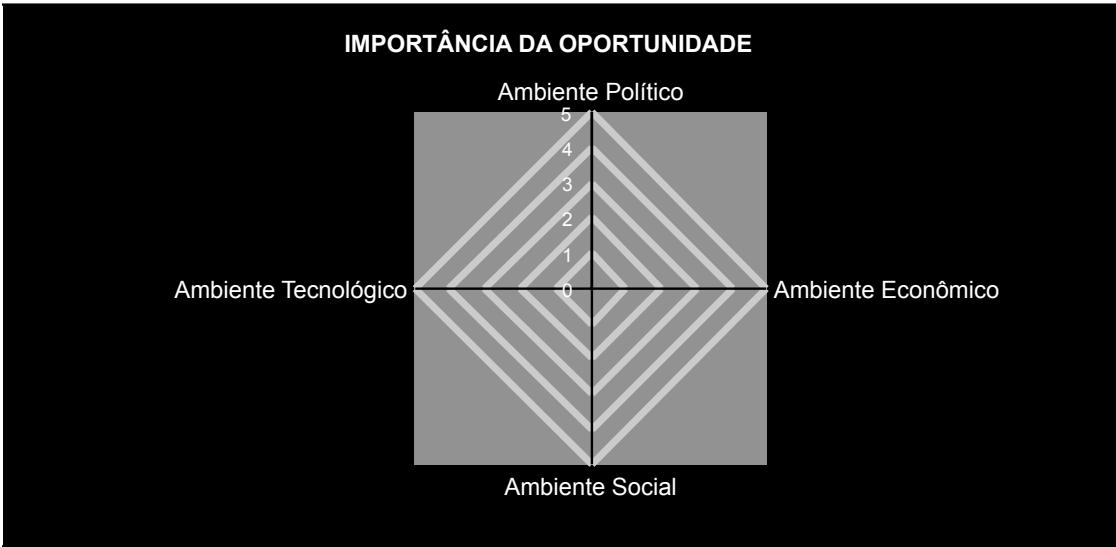 IMPORTÂNCIA DA OPORTUNIDADE
Ambiente Político
5
4
3
2
1
Ambiente Tecnológico
0
Ambiente Econômico
Ambiente Social